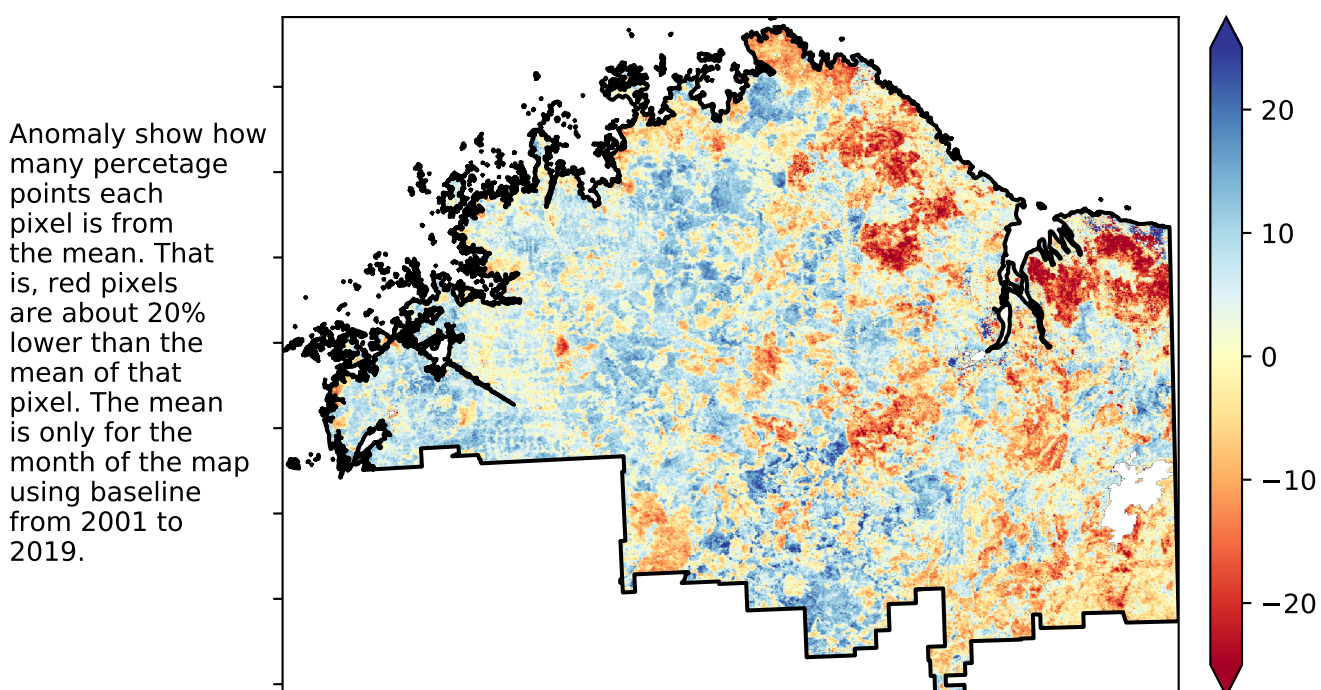 Anomaly show how
many percetage
points each
pixel is from
the mean. That
is, red pixels
are about 20%
lower than the
mean of that
pixel. The mean
is only for the
month of the map
using baseline
from 2001 to
2019.
20
10
0
−10
−20